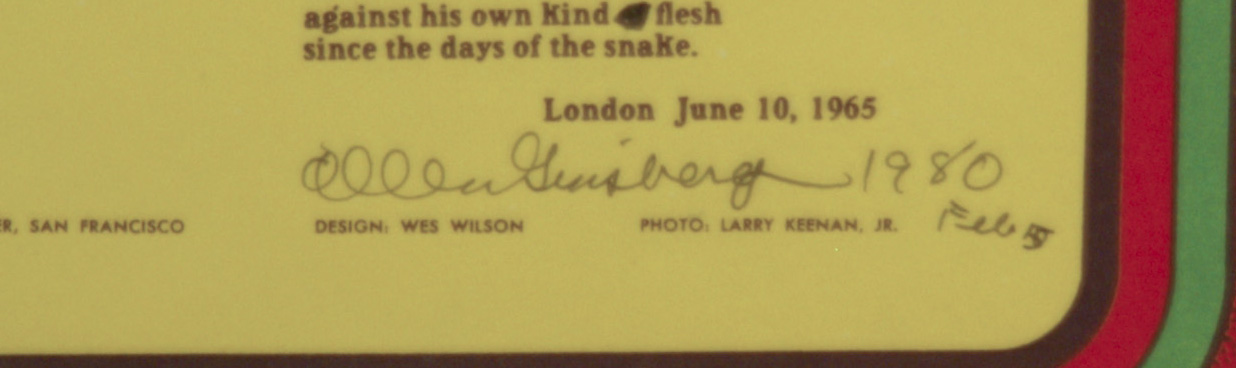 against his own kind flesh
since the days of the snake.
London June 10, 1965
Allen Ginsberg 1980
ER, SAN FRANCISCO DESIGN: WES WILSON PHOTO: LARRY KEENAN, JR. Feb